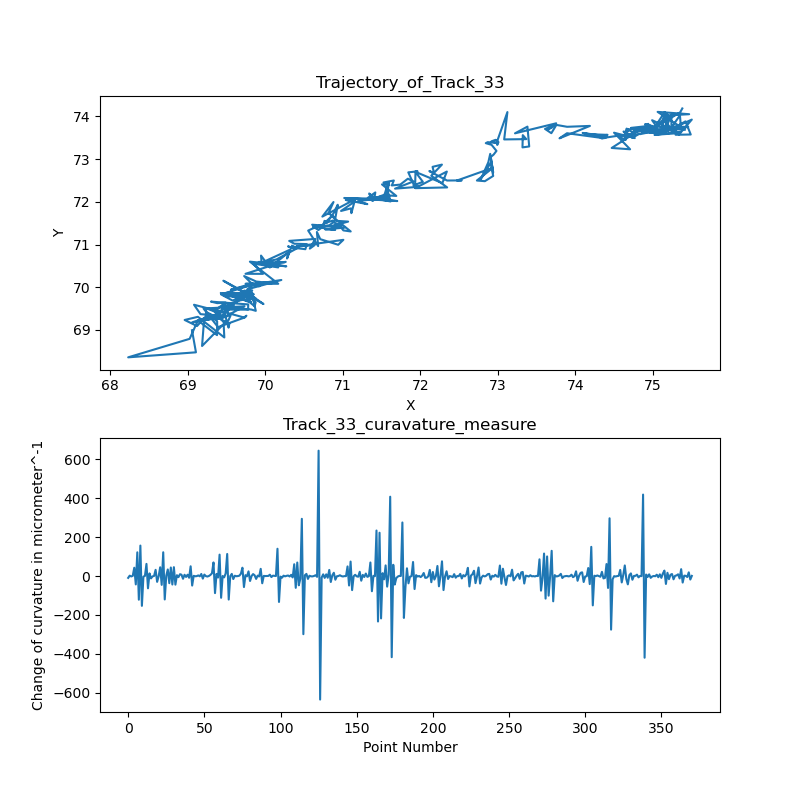 Trajectory_of_Track_33
74
73
72
71
70
69
Y
68 69 70 71 72 73 74 75
X
Track_33_curavature_measure
600
400
200
0
−200
−400
−600
Change of curvature in micrometer^-1
0 50 100 150 200 250 300 350
Point Number